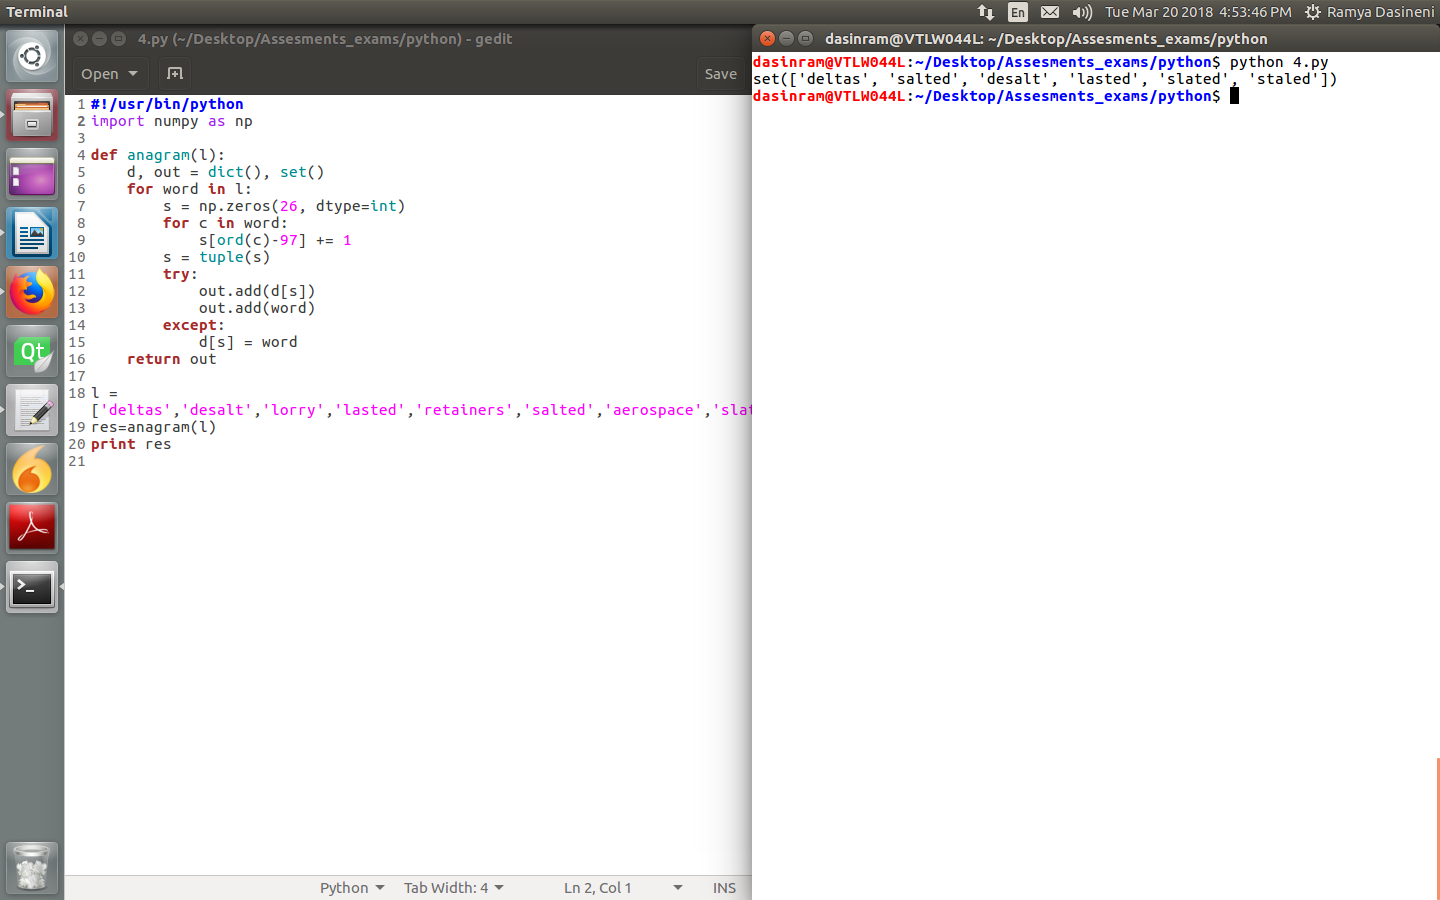 Terminal
En
Tue Mar 20 2018 4:53:46 PM
Ramya Dasineni
4.py (~/Desktop/Assesments_exams/python) - gedit
Open
Save
1 #!/usr/bin/python
2 import numpy as np
3
4 def anagram(l):
5     d, out = dict(), set()
6     for word in l:
7         s = np.zeros(26, dtype=int)
8         for c in word:
9             s[ord(c)-97] += 1
10         s = tuple(s)
11         try:
12             out.add(d[s])
13             out.add(word)
14         except:
15             d[s] = word
16     return out
17
18 l =
['deltas','desalt','lorry','lasted','retainers','salted','aerospace','slat
19 res=anagram(l)
20 print res
21
Python
Tab Width: 4
Ln 2, Col 1
INS
dasinram@VTLW044L: ~/Desktop/Assesments_exams/python
dasinram@VTLW044L:~/Desktop/Assesments_exams/python$ python 4.py
set(['deltas', 'salted', 'desalt', 'lasted', 'slated', 'staled'])
dasinram@VTLW044L:~/Desktop/Assesments_exams/python$
Qt
>_